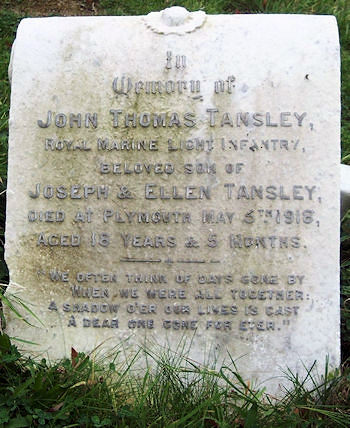 In
Memory of
JOHN THOMAS TANSLEY,
ROYAL MARINE LIGHT INFANTRY,
BELOVED SON OF
JOSEPH & ELLEN TANSLEY,
DIED AT PLYMOUTH MAY 5TH 1918,
AGED 18 YEARS & 5 MONTHS.
"WE OFTEN THINK OF DAYS GONE BY
WHEN WE WERE ALL TOGETHER:
A SHADOW O'ER OUR LIVES IS CAST
A DEAR ONE GONE FOR E'ER."